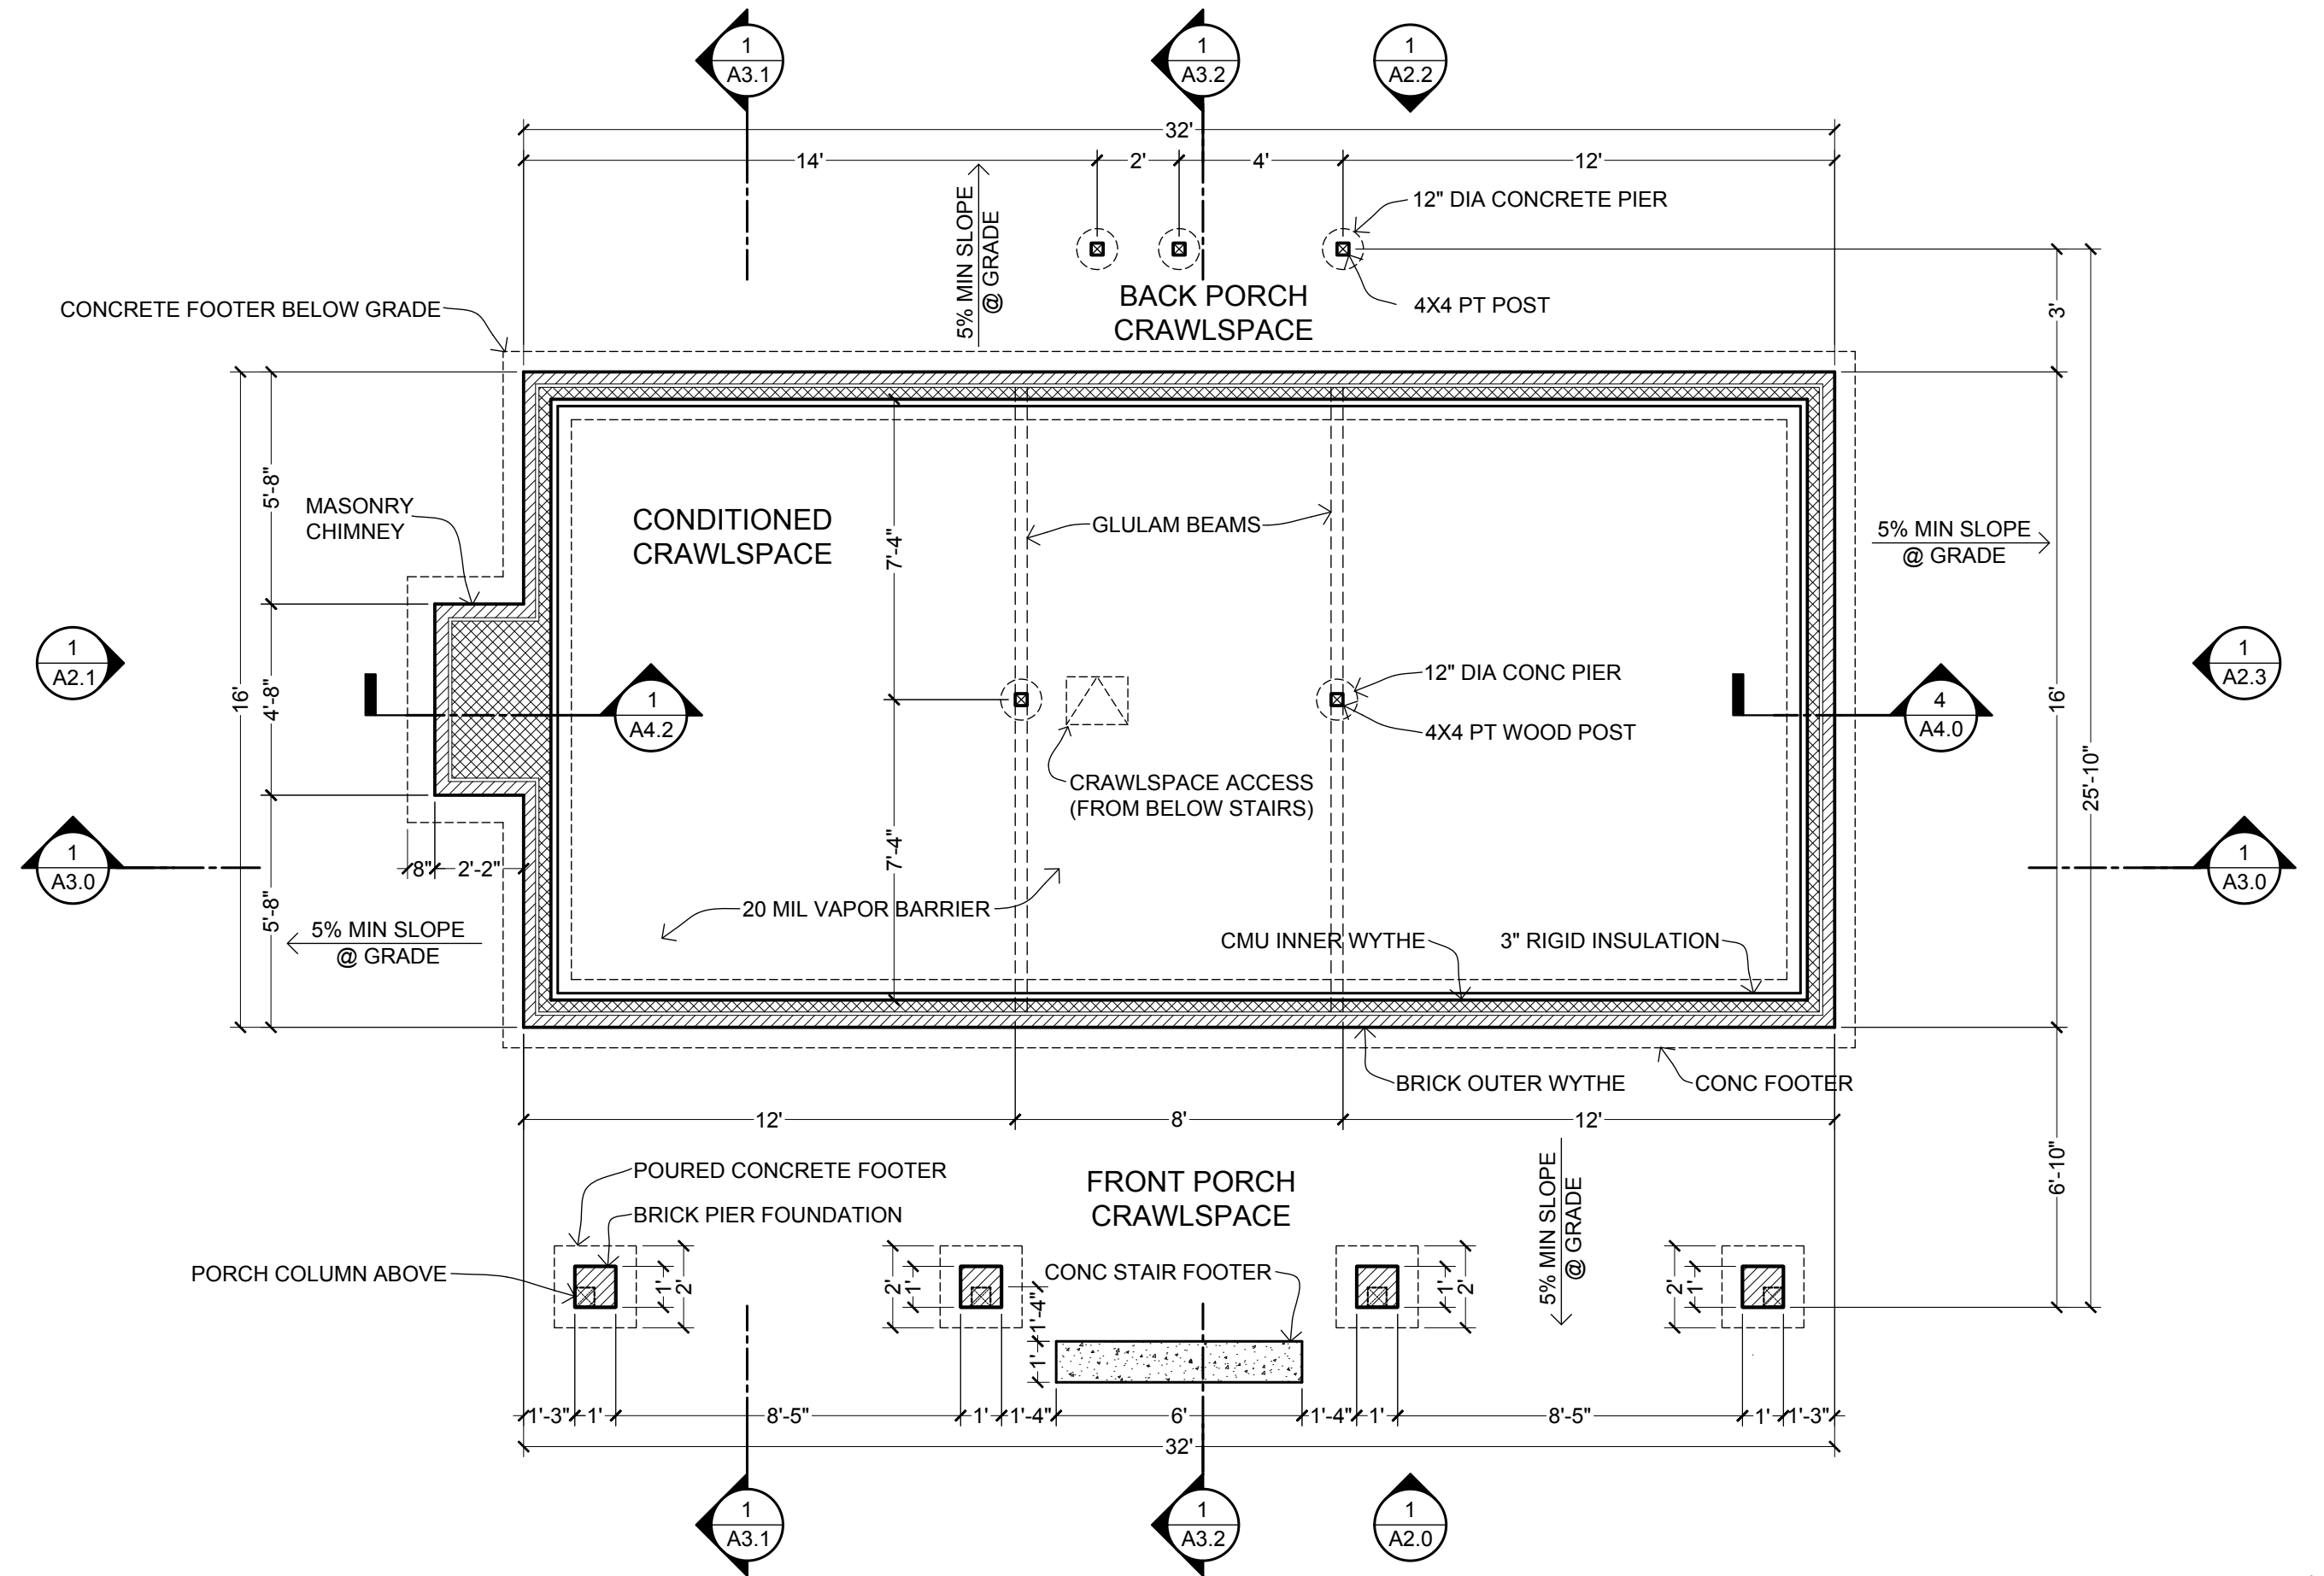 1
A3.1
1
A3.2
1
A2.2
32'
14'
2'
4'
12'
5% MIN SLOPE
@ GRADE
12" DIA CONCRETE PIER
4X4 PT POST
BACK PORCH
CRAWLSPACE
CONCRETE FOOTER BELOW GRADE
3'
5'-8"
MASONRY
CHIMNEY
CONDITIONED
CRAWLSPACE
7'-4"
GLULAM BEAMS
5% MIN SLOPE
@ GRADE
1
A2.1
16'
4'-8"
1
A4.2
12" DIA CONC PIER
4X4 PT WOOD POST
4
A4.0
16'
1
A2.3
25'-10"
CRAWLSPACE ACCESS
(FROM BELOW STAIRS)
1
A3.0
8"
2'-2"
7'-4"
1
A3.0
5'-8"
5% MIN SLOPE
@ GRADE
20 MIL VAPOR BARRIER
CMU INNER WYTHE
3" RIGID INSULATION
BRICK OUTER WYTHE
CONC FOOTER
12'
8'
12'
6'-10"
POURED CONCRETE FOOTER
BRICK PIER FOUNDATION
FRONT PORCH
CRAWLSPACE
5% MIN SLOPE
@ GRADE
PORCH COLUMN ABOVE
CONC STAIR FOOTER
1'
2'
2'
1'
1'-4"
1'
1'
2'
2'
1'
1'-3"
1'
8'-5"
1'
1'-4"
6'
1'-4"
1'
8'-5"
1'
1'-3"
32'
1
A3.1
1
A3.2
1
A2.0